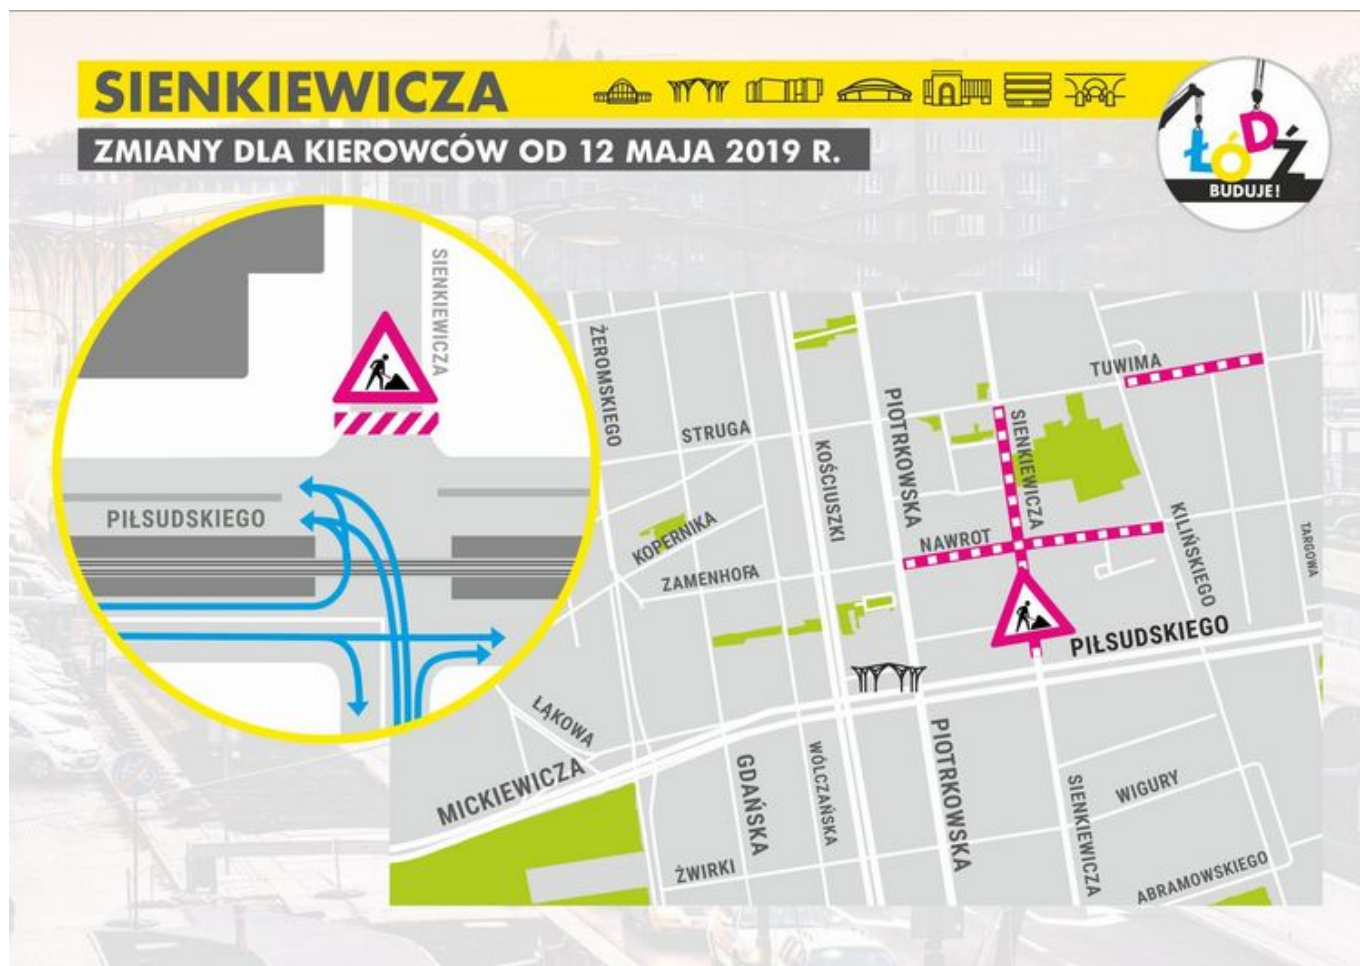 SIENKIEWICZA
ZMIANY DLA KIEROWCÓW OD 12 MAJA 2019 R.
ŁÓDŹ
BUDUJE!
SIENKIEWICZA
PIŁSUDSKIEGO
ŻEROMSKIEGO
STRUGA
KOPERNIKA
ZAMENHOFA
KOŚCIUSZKI
PIOTRKOWSKA
NAWROT
SIENKIEWICZA
TUWIMA
KILIŃSKIEGO
TARGOWA
PIŁSUDSKIEGO
ŁĄKOWA
MICKIEWICZA
GDAŃSKA
WÓLCZAŃSKA
PIOTRKOWSKA
SIENKIEWICZA
WIGURY
ŻWIRKI
ABRAMOWSKIEGO